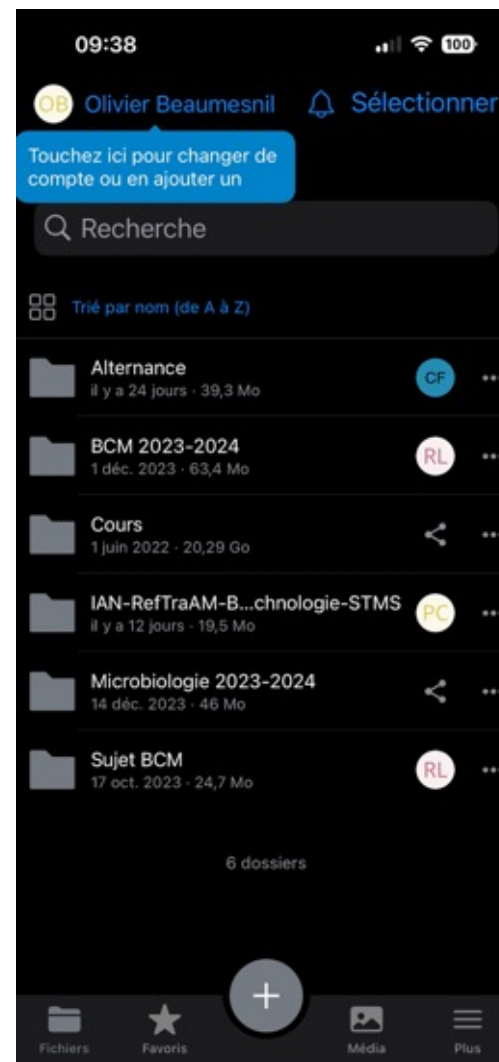 09:38
100
OB Olivier Beaumesnil Sélectionner
Touchez ici pour changer de
compte ou en ajouter un
Recherche
Trié par nom (de A à Z)
Alternance
il y a 24 jours · 39,3 Mo
CF
BCM 2023-2024
1 déc. 2023 · 63,4 Mo
RL
Cours
1 juin 2022 · 20,29 Go
IAN-RefTraAM-B...chnologie-STMS
il y a 12 jours · 19,5 Mo
PC
Microbiologie 2023-2024
14 déc. 2023 · 46 Mo
Sujet BCM
17 oct. 2023 · 24,7 Mo
RL
6 dossiers
Fichiers Favoris Média Plus